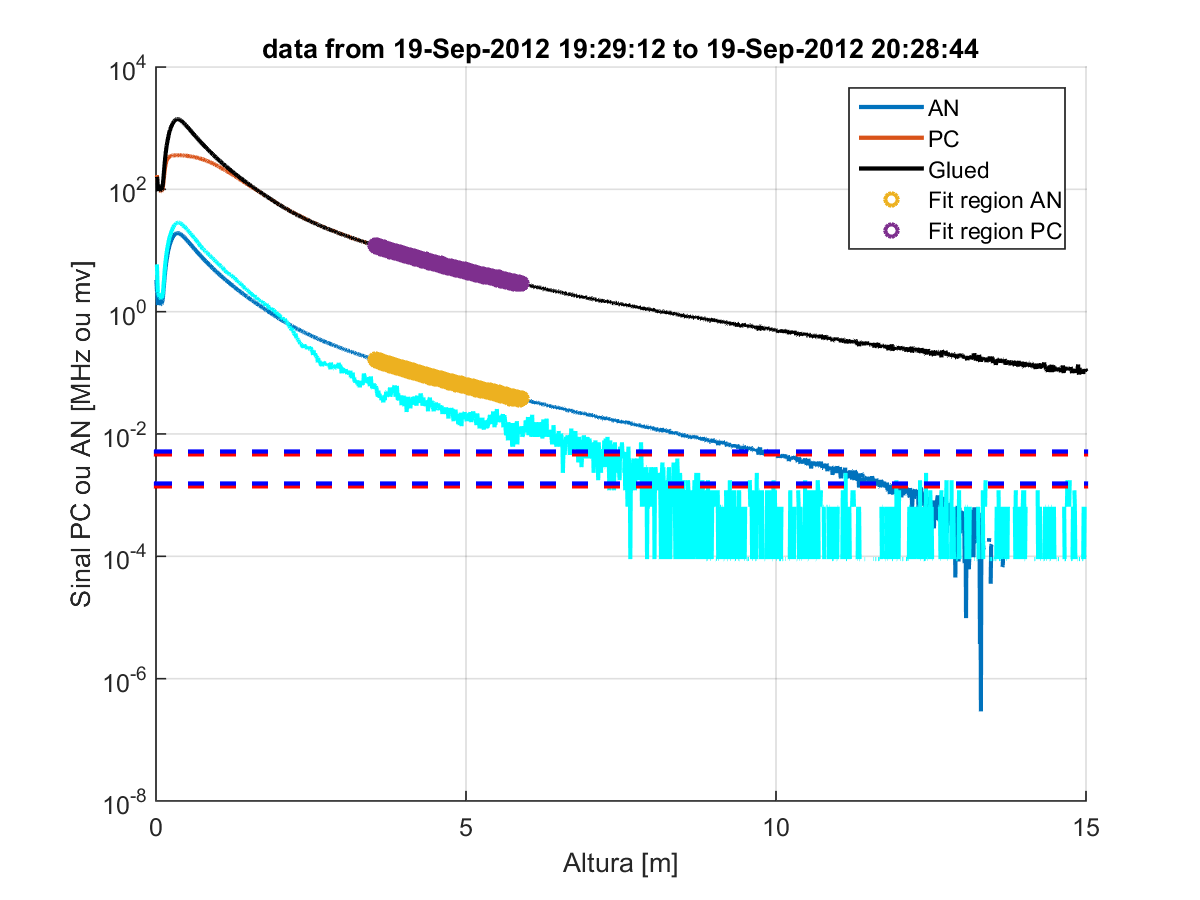 data from 19-Sep-2012 19:29:12 to 19-Sep-2012 20:28:44
Sinal PC ou AN [MHz ou mv]
10^4
10^2
10^0
10^-2
10^-4
10^-6
10^-8
AN
PC
Glued
Fit region AN
Fit region PC
0 5 10 15
Altura [m]